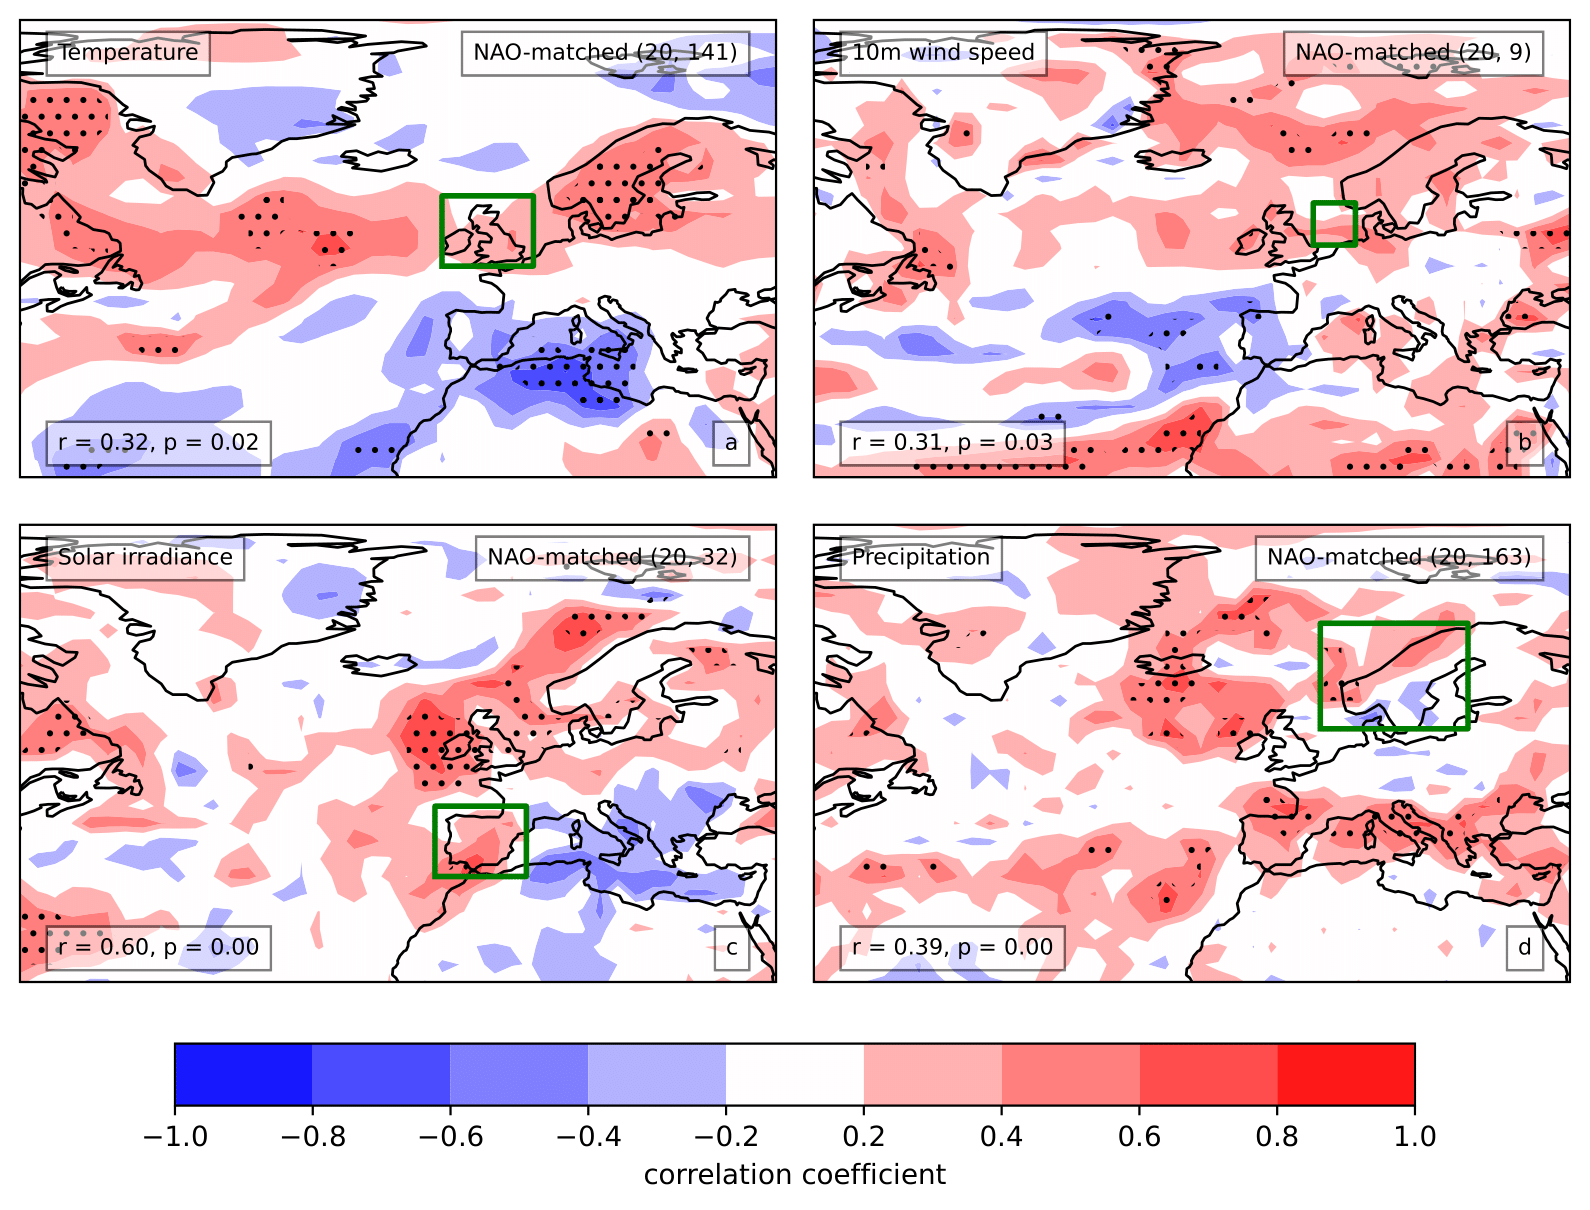 Temperature
NAO-matched (20, 141)
r = 0.32, p = 0.02
a
10m wind speed
NAO-matched (20, 9)
r = 0.31, p = 0.03
b
Solar irradiance
NAO-matched (20, 32)
r = 0.60, p = 0.00
c
Precipitation
NAO-matched (20, 163)
r = 0.39, p = 0.00
d
−1.0 −0.8 −0.6 −0.4 −0.2 0.2 0.4 0.6 0.8 1.0
correlation coefficient